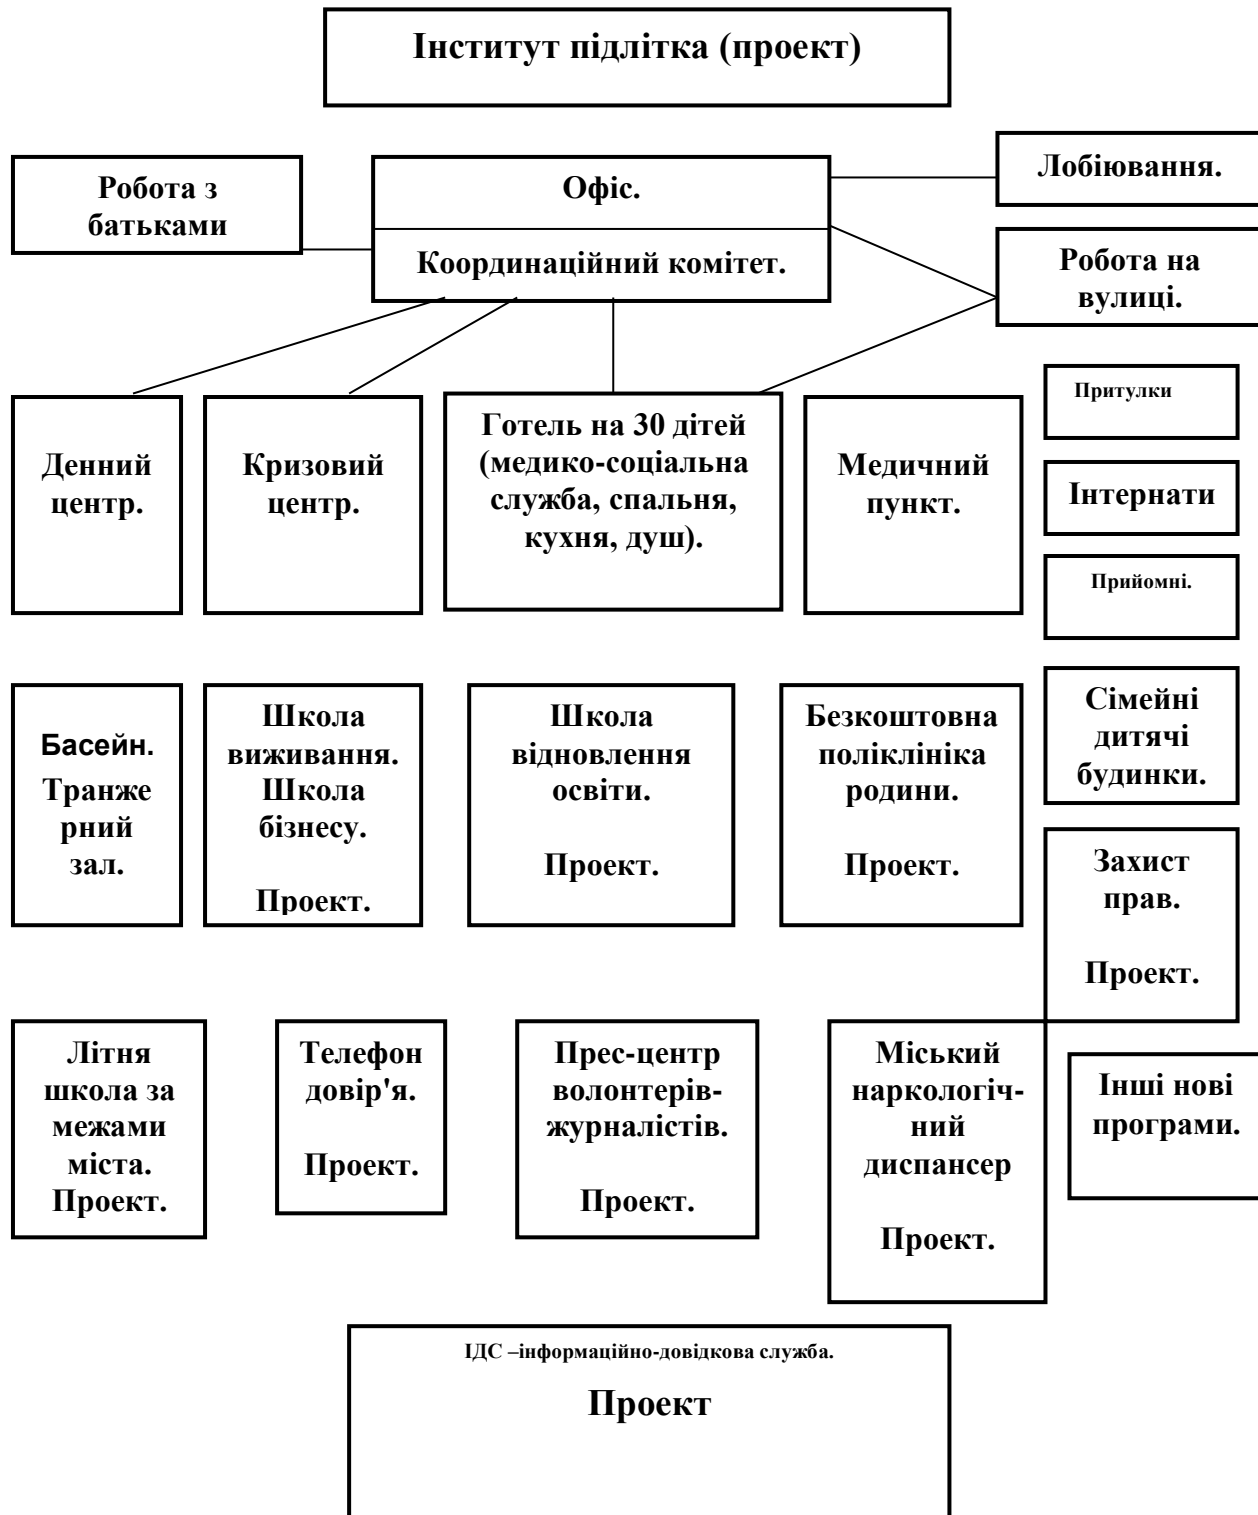 Інститут підлітка (проект)
Робота з
батьками
Офіс.
Координаційний комітет.
Лобіювання.
Робота на
вулиці.
Денний
центр.
Кризовий
центр.
Готель на 30 дітей
(медико-соціальна
служба, спальня,
кухня, душ).
Медичний
пункт.
Притулки
Інтернати
Прийомні.
Басейн.
Транже
рний
зал.
Школа
виживання.
Школа
бізнесу.
Проект.
Школа
відновлення
освіти.
Проект.
Безкоштовна
поліклініка
родини.
Проект.
Сімейні
дитячі
будинки.
Захист
прав.
Проект.
Літня
школа за
межами
міста.
Проект.
Телефон
довір'я.
Проект.
Прес-центр
волонтерів-
журналістів.
Проект.
Міський
наркологіч-
ний
диспансер
Проект.
Інші нові
програми.
ІДС –інформаційно-довідкова служба.
Проект